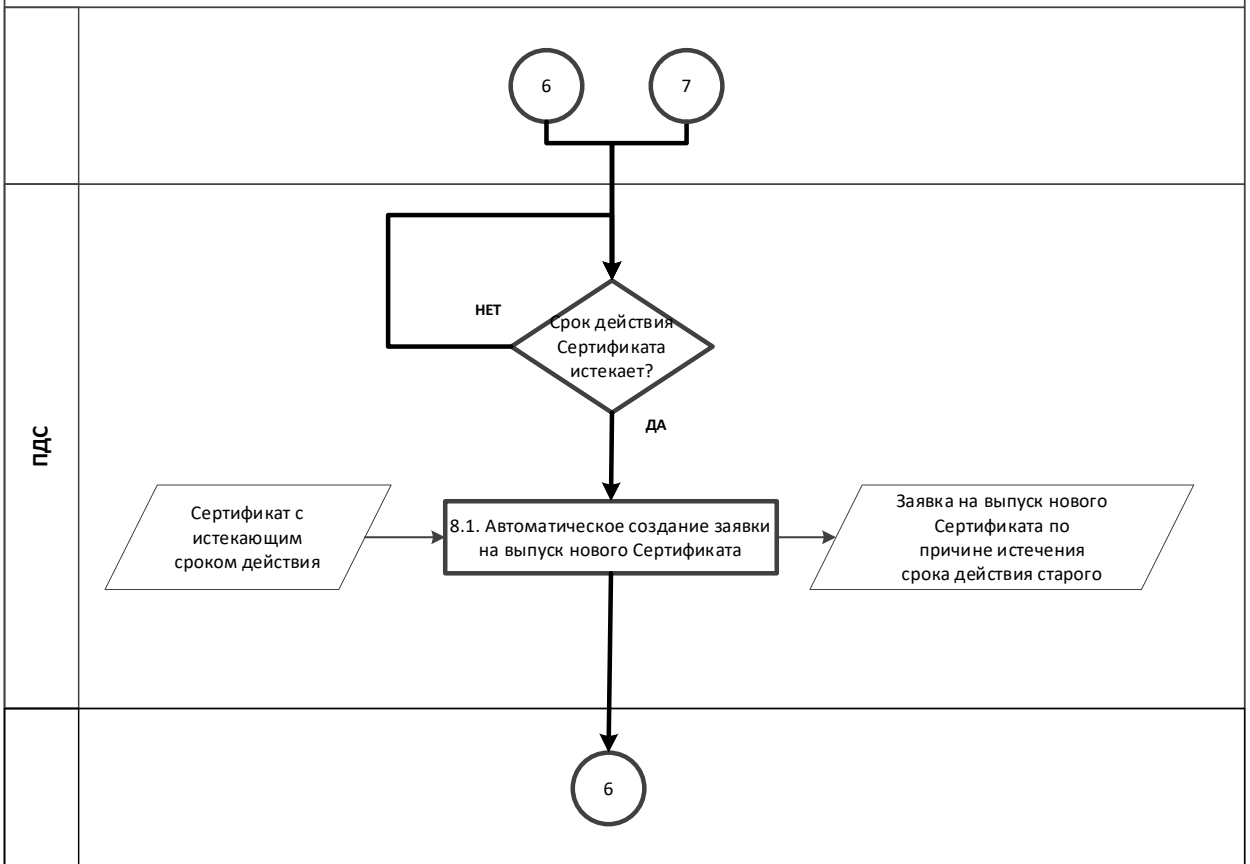 6
7
НЕТ
Срок действия
Сертификата
истекает?
ДА
ПДС
Сертификат с
истекающим
сроком действия
8.1. Автоматическое создание заявки
на выпуск нового Сертификата
Заявка на выпуск нового
Сертификата по
причине истечения
срока действия старого
6